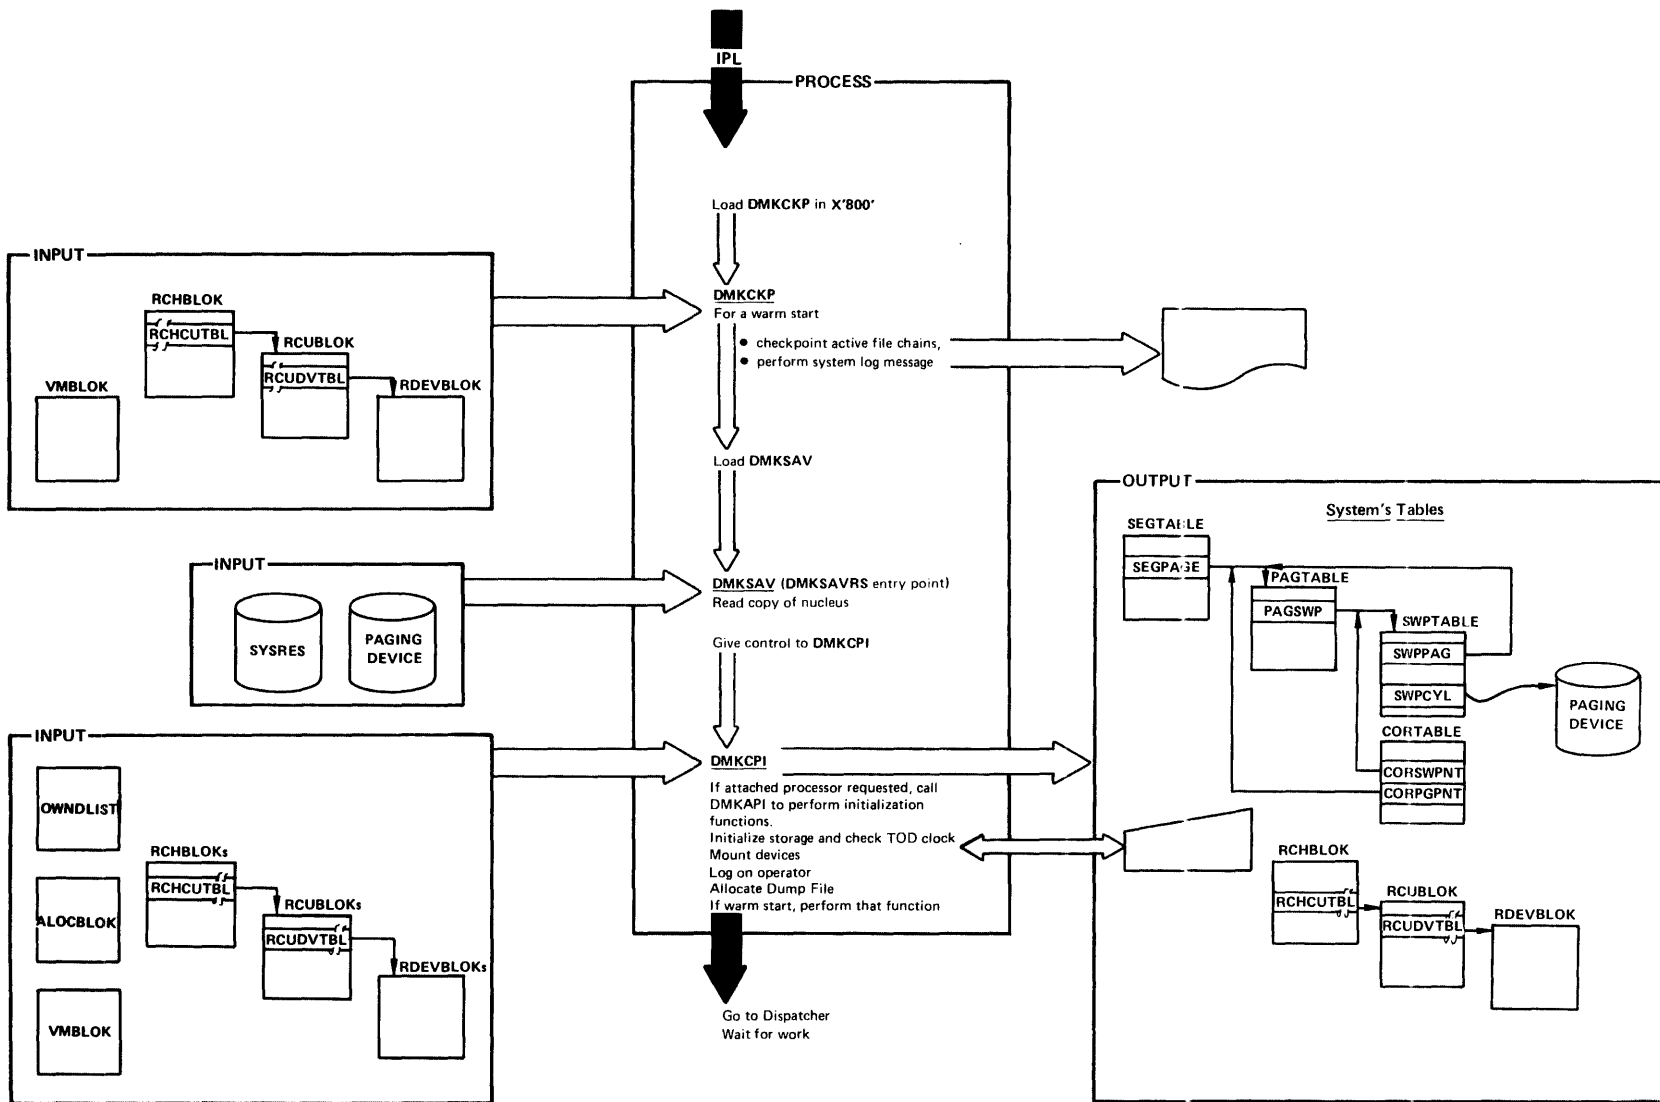 IPL
PROCESS
Load DMKCKP in X'800'
INPUT
RCHBLOK
RCHCUTBL
RCUBLOK
RCUDVTBL
VMBLOK
RDEVBLOK
DMKCKP
For a warm start
• checkpoint active file chains,
• perform system log message
Load DMKSAV
INPUT
SYSRES
PAGING
DEVICE
DMKSAV (DMKSAVRS entry point)
Read copy of nucleus
Give control to DMKCPI
INPUT
OWNDLIST
RCHBLOKs
RCHCUTBL
ALOCBLOK
RCUBLOKs
RCUDVTBL
RDEVBLOKs
VMBLOK
DMKCPI
If attached processor requested, call
DMKAPI to perform initialization
functions.
Initialize storage and check TOD clock
Mount devices
Log on operator
Allocate Dump File
If warm start, perform that function
Go to Dispatcher
Wait for work
OUTPUT
System's Tables
SEGTABLE
SEGPAGE
PAGTABLE
PAGSWP
SWPTABLE
SWPPAG
SWPCYL
PAGING
DEVICE
CORTABLE
CORSWPNT
CORPGPNT
RCHBLOK
RCHCUTBL
RCUBLOK
RCUDVTBL
RDEVBLOK